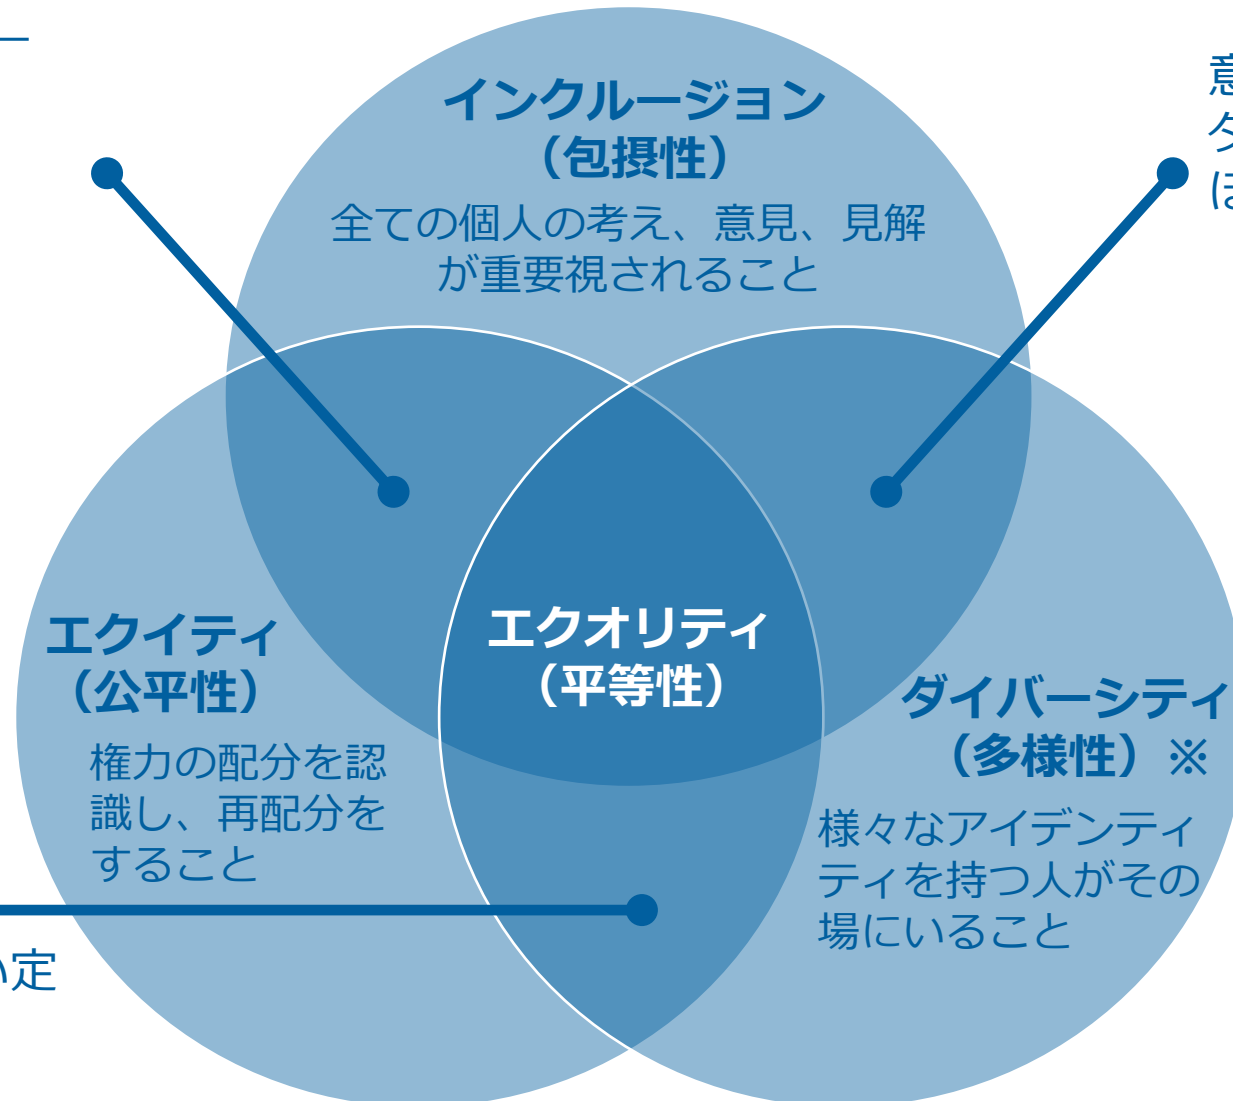 インクルージョン
（包摂性）
全ての個人の考え、意見、見解
が重要視されること
意
タ
ほ
エクイティ
（公平性）
権力の配分を認
識し、再配分を
すること
エクオリティ
（平等性）
ダイバーシティ
（多様性）※
様々なアイデンティ
ティを持つ人がその
場にいること
い定